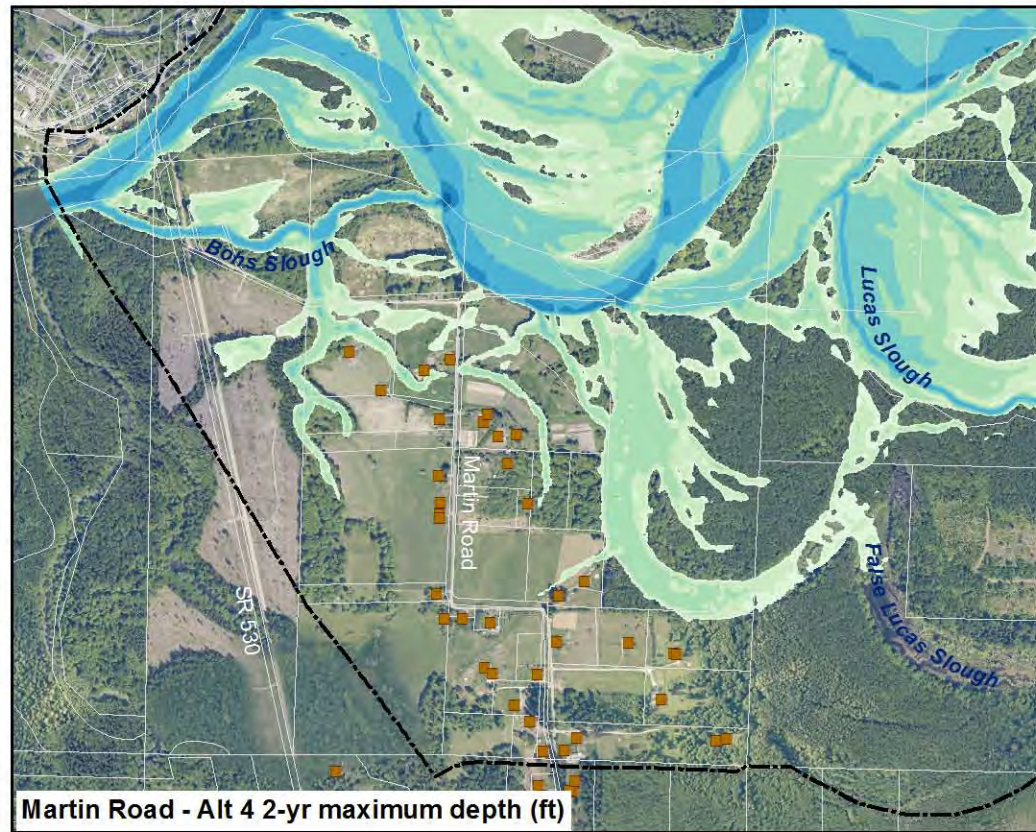 Bohs Slough
Lucas Slough
Martin Road
SR 530
False Lucas Slough
Martin Road - Alt 4 2-yr maximum depth (ft)